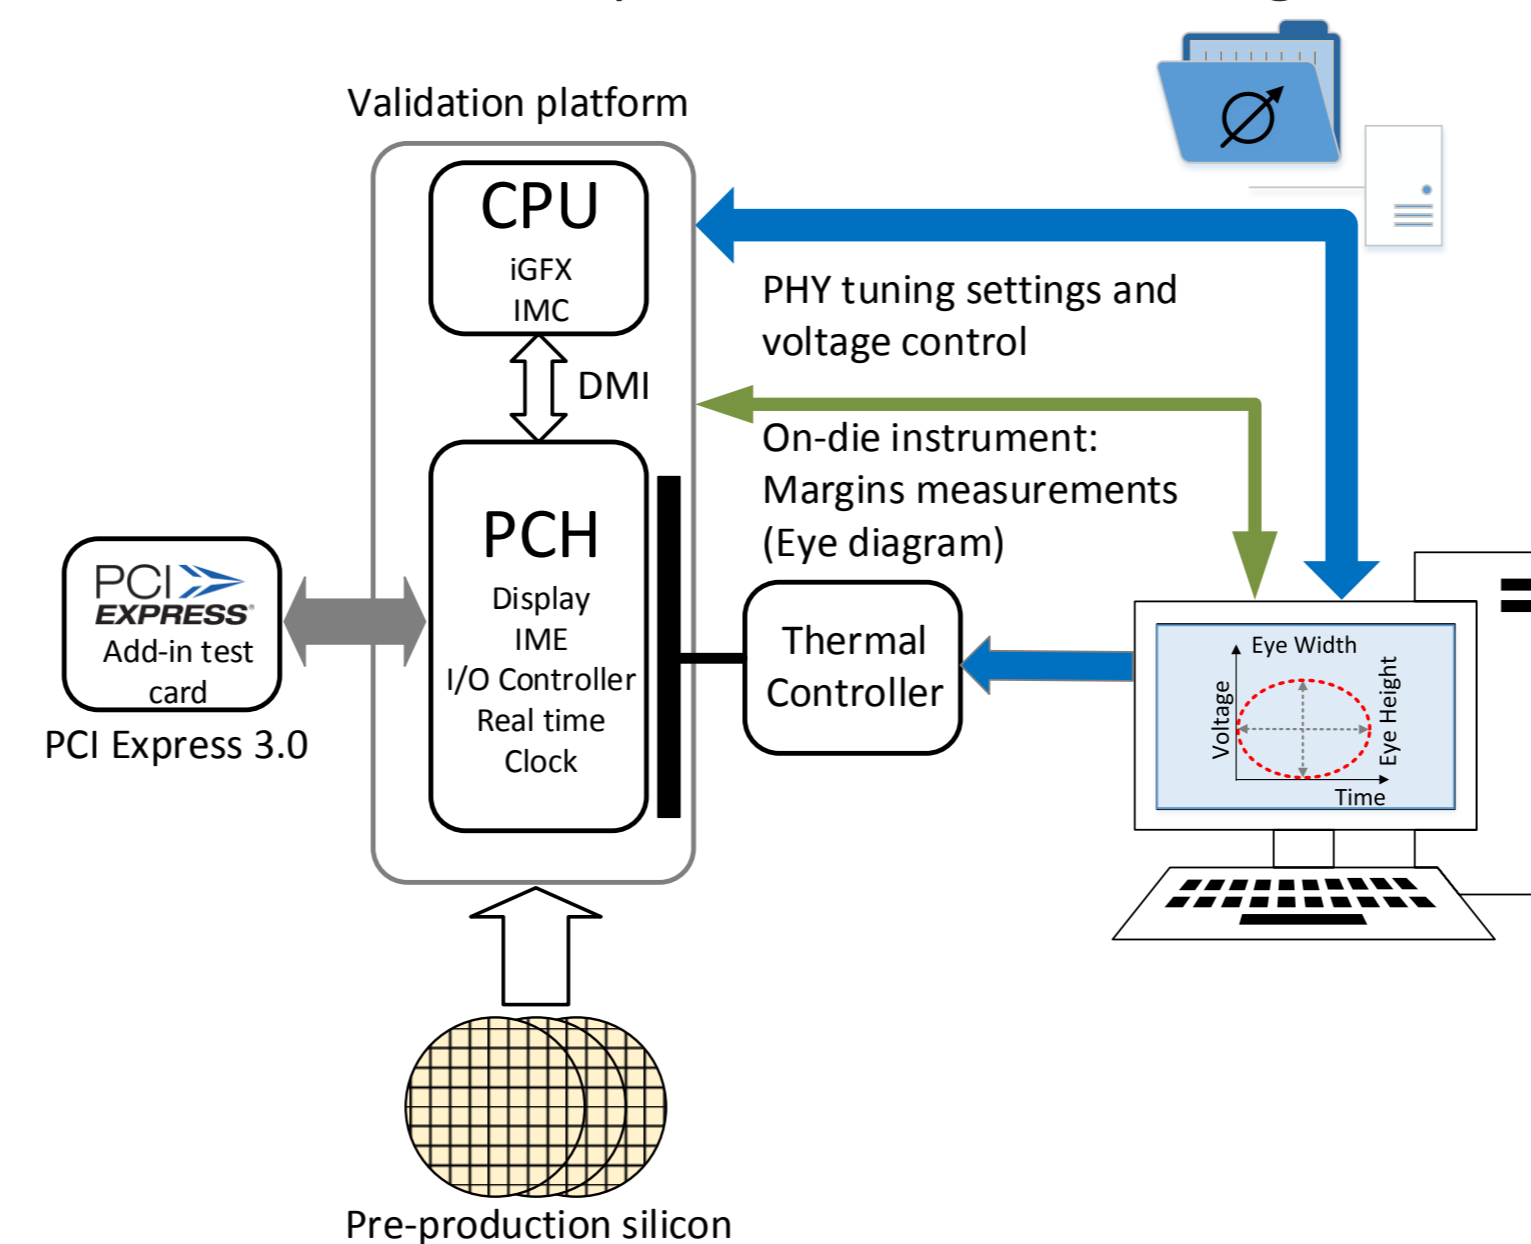 Validation platform
CPU
iGFX
IMC
DMI
PHY tuning settings and
voltage control
On-die instrument:
Margins measurements
(Eye diagram)
PCH
Display
IME
I/O Controller
Real time
Clock
PCI
EXPRESS®
Add-in test
card
PCI Express 3.0
Thermal
Controller
Eye Width
Voltage
Eye Height
Time
Pre-production silicon